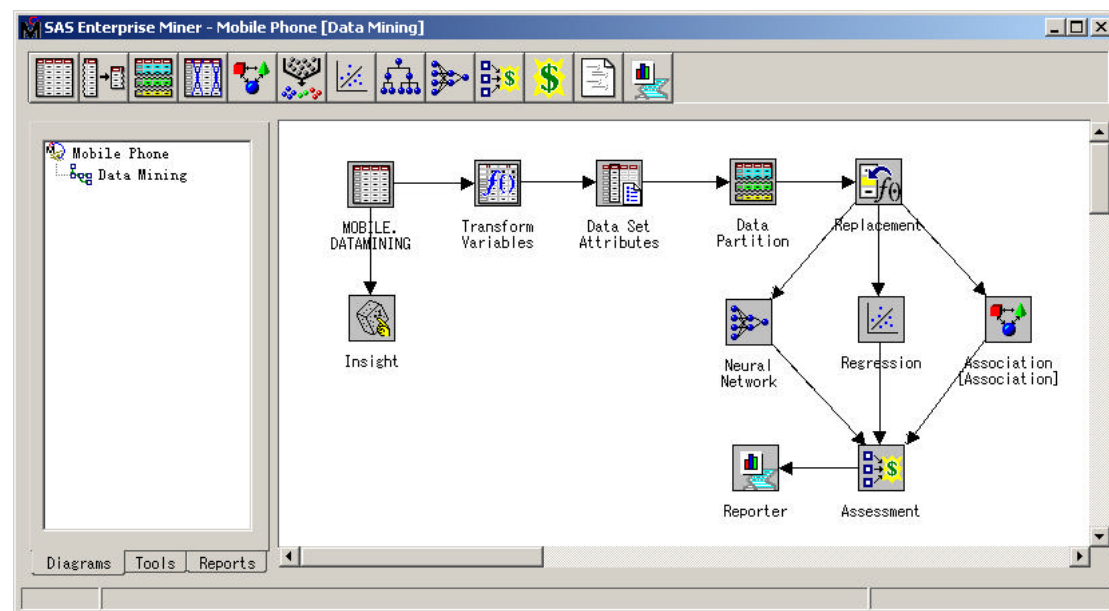 SAS Enterprise Miner - Mobile Phone [Data Mining]
Mobile Phone
Data Mining
MOBILE.
DATAMINING
Transform
Variables
Data Set
Attributes
Data
Partition
Replacement
Insight
Neural
Network
Regression
Association
[Association]
Reporter
Assessment
Diagrams
Tools
Reports